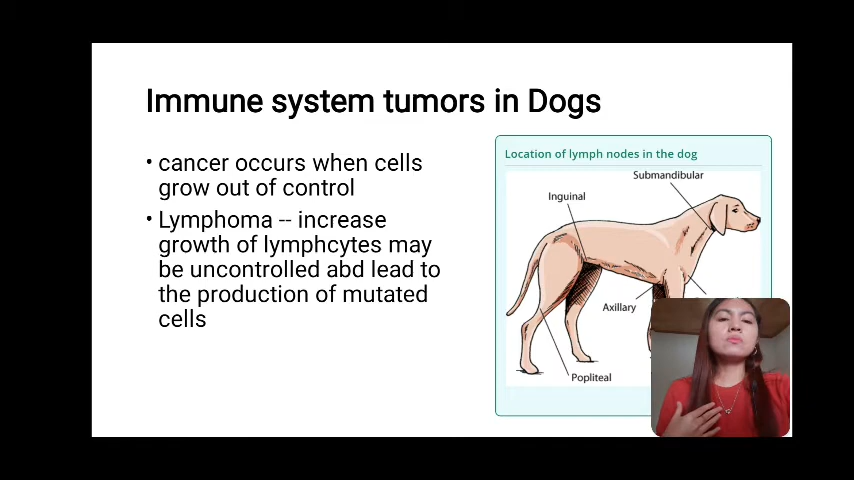 Immune system tumors in Dogs
• cancer occurs when cells
grow out of control
• Lymphoma -- increase
growth of lymphcytes may
be uncontrolled abd lead to
the production of mutated
cells
Location of lymph nodes in the dog
Submandibular
Inguinal
Axillary
Popliteal